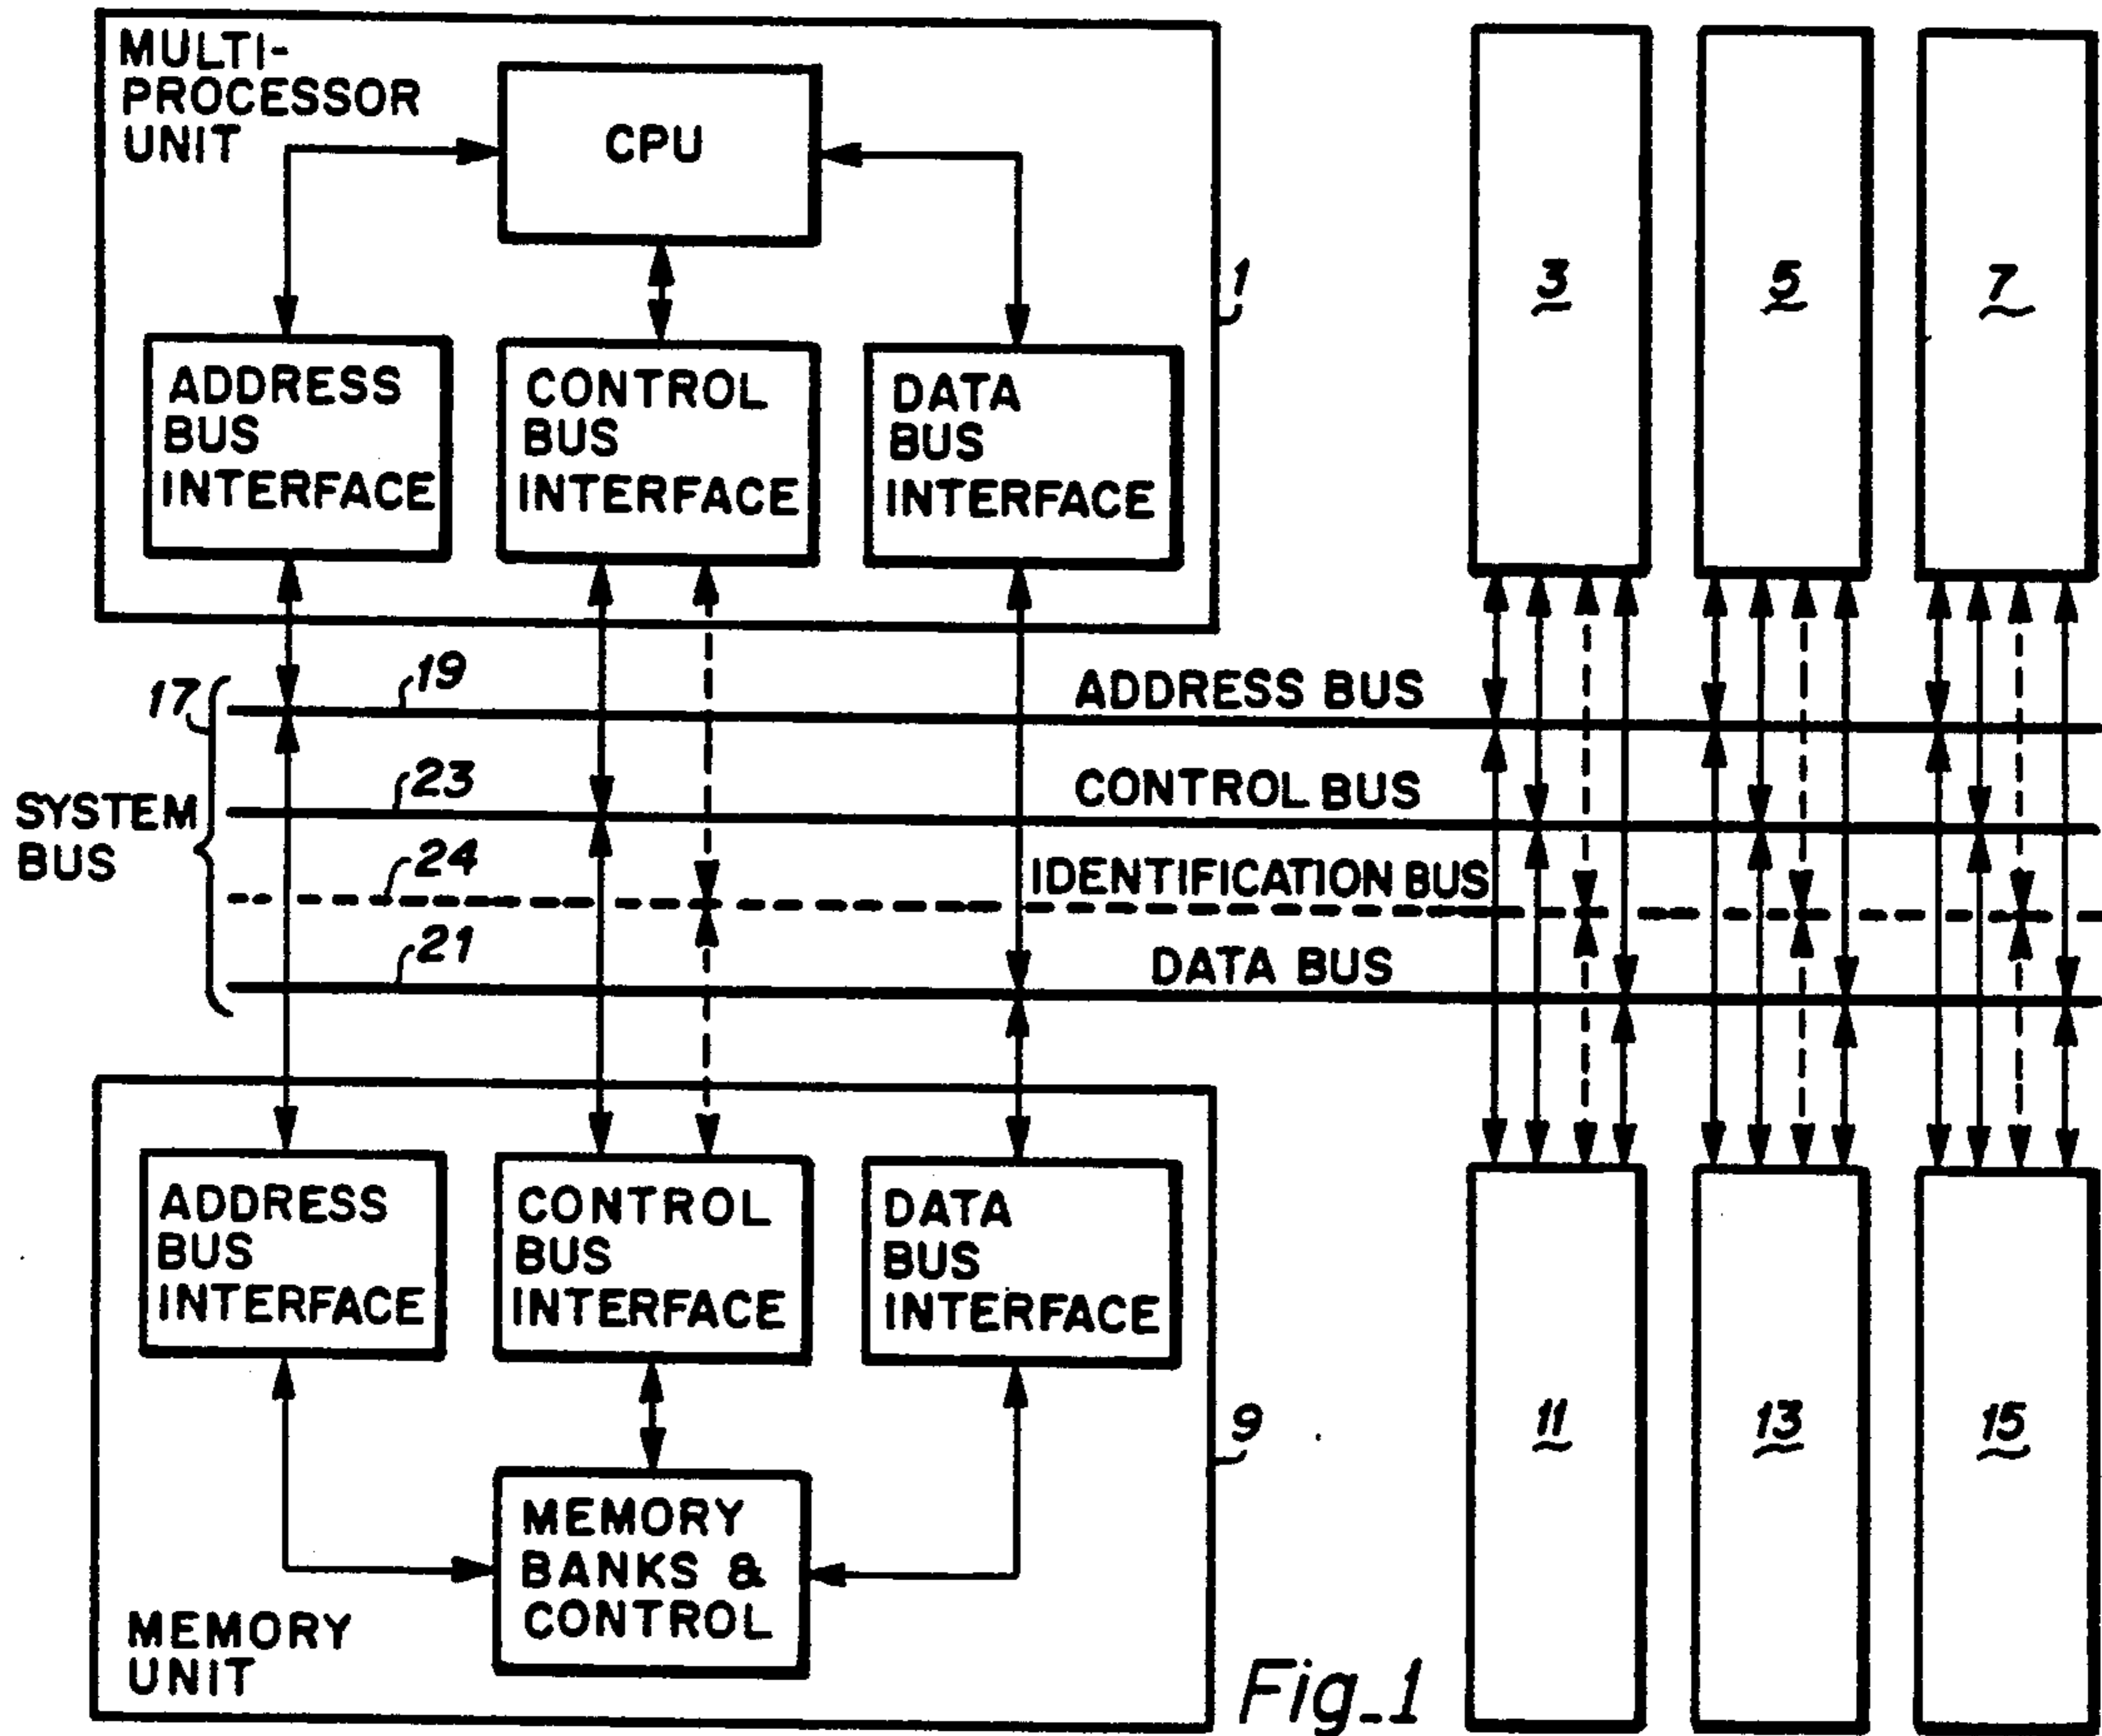 MULTI-
PROCESSOR
UNIT
CPU
ADDRESS
BUS
INTERFACE
CONTROL
BUS
INTERFACE
DATA
BUS
INTERFACE
1
3
5
7
17
19
ADDRESS BUS
23
CONTROL BUS
SYSTEM
BUS
24
IDENTIFICATION BUS
21
DATA BUS
ADDRESS
BUS
INTERFACE
CONTROL
BUS
INTERFACE
DATA
BUS
INTERFACE
9
11
13
15
MEMORY
BANKS &
CONTROL
MEMORY
UNIT
Fig_1